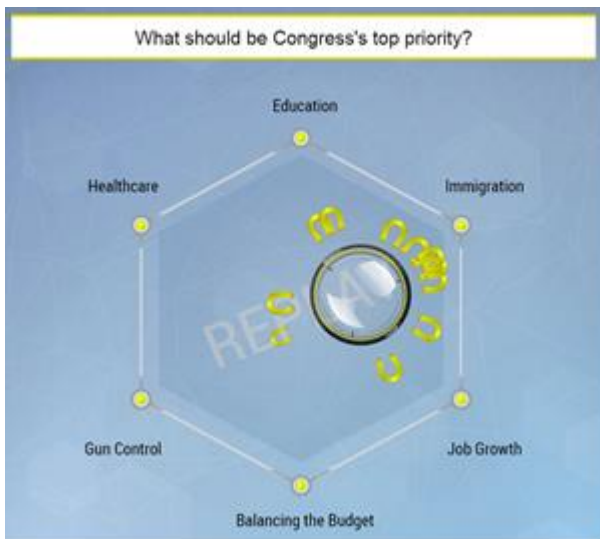 What should be Congress's top priority?
Education
Healthcare
Immigration
Gun Control
Job Growth
Balancing the Budget